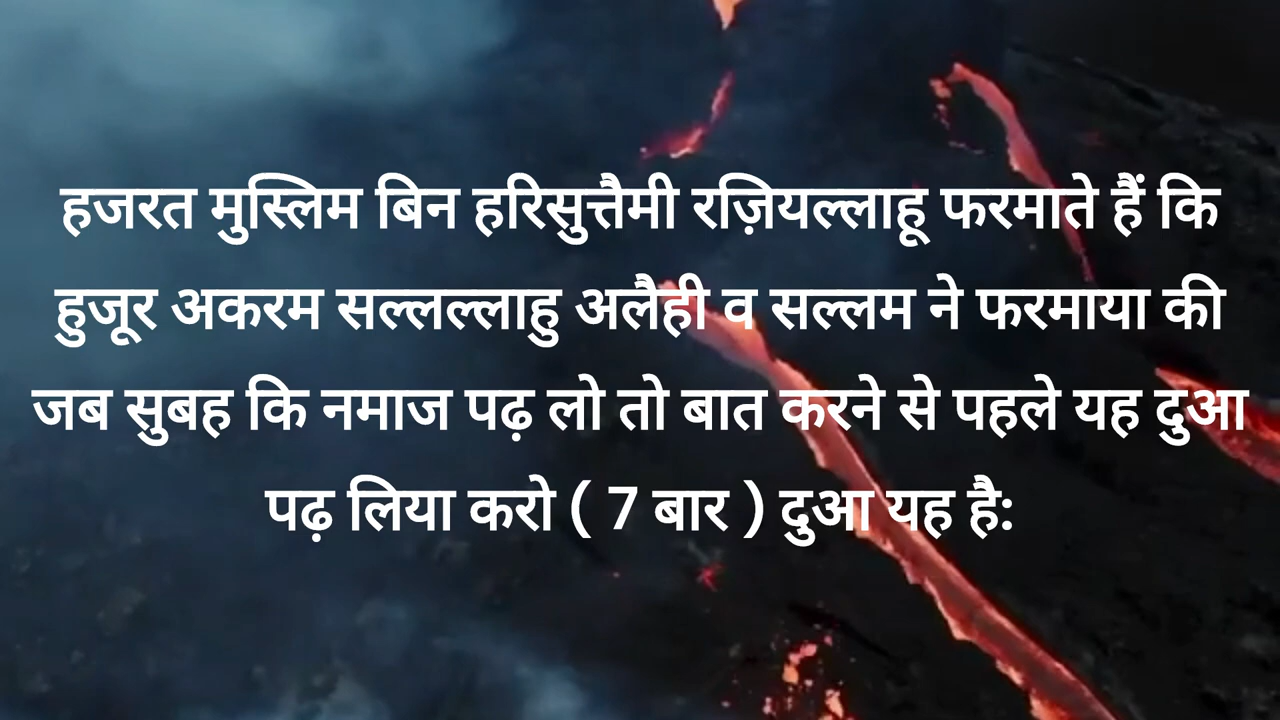 हजरत मुस्लिम बिन हरिसुत्तैमी रज़ियल्लाहू फरमाते हैं कि
हुजूर अकरम सल्लल्लाहु अलैही व सल्लम ने फरमाया की
जब सुबह कि नमाज पढ़ लो तो बात करने से पहले यह दुआ
पढ़ लिया करो ( 7 बार ) दुआ यह है: